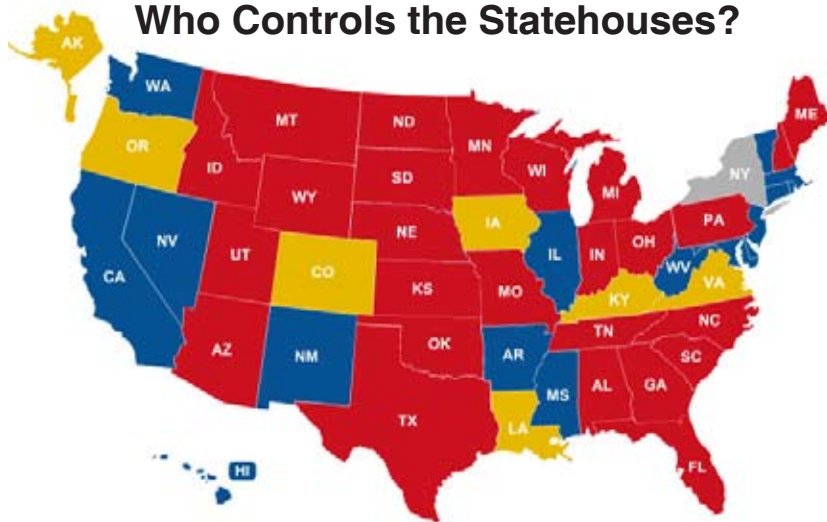 Who Controls the Statehouses?
AK
WA
ME
MT
ND
MN
OR
ID
WI
NY
SD
MI
WY
PA
IA
NE
NV
OH
IL
IN
UT
CO
WV
CA
VA
KS
MO
KY
NC
TN
OK
AZ
NM
AR
SC
MS
AL
GA
TX
LA
FL
HI